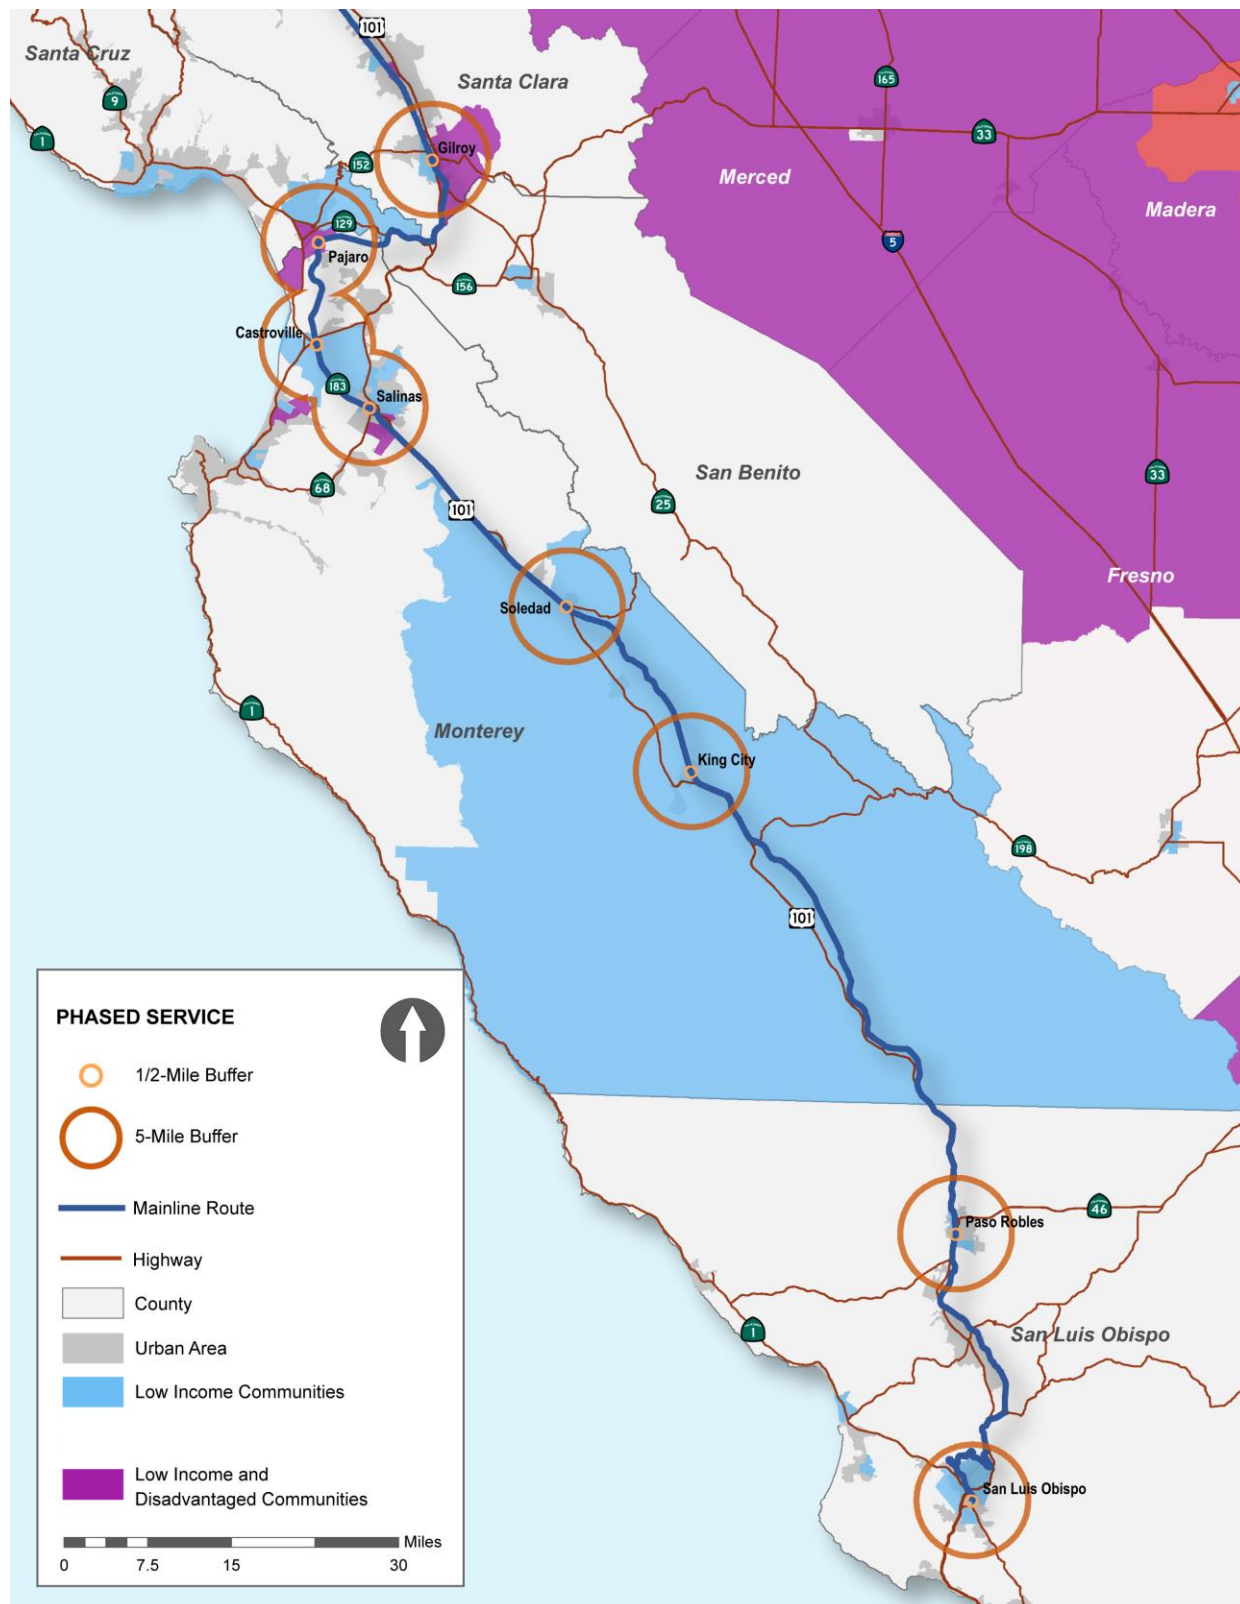 101
Santa Cruz
Santa Clara
165
9
33
1
Gilroy
152
Merced
Madera
129
5
Pajaro
156
Castroville
183
Salinas
San Benito
33
68
25
101
Fresno
Soledad
1
Monterey
King City
198
101
PHASED SERVICE
1/2-Mile Buffer
5-Mile Buffer
Mainline Route
Highway
County
Urban Area
Low Income Communities
Low Income and
Disadvantaged Communities
Miles
0 7.5 15 30
46
Paso Robles
1
San Luis Obispo
San Luis Obispo